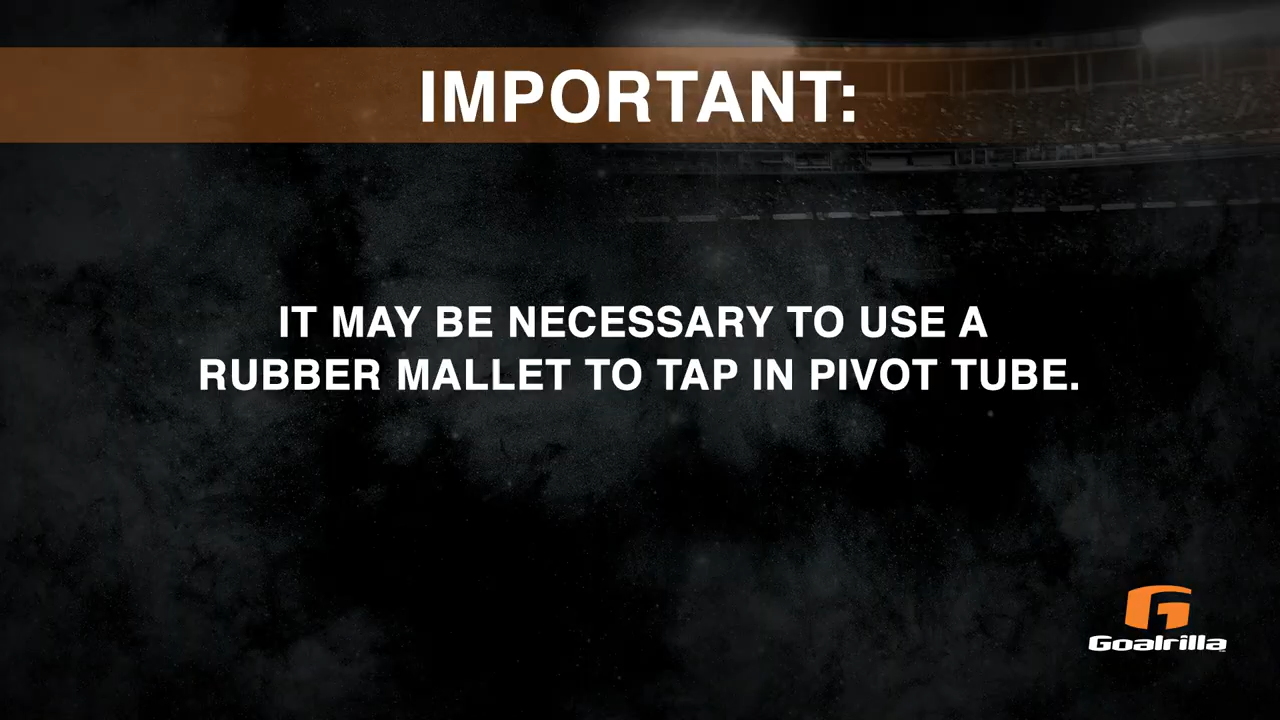 IMPORTANT:
IT MAY BE NECESSARY TO USE A
RUBBER MALLET TO TAP IN PIVOT TUBE.
Goalrilla